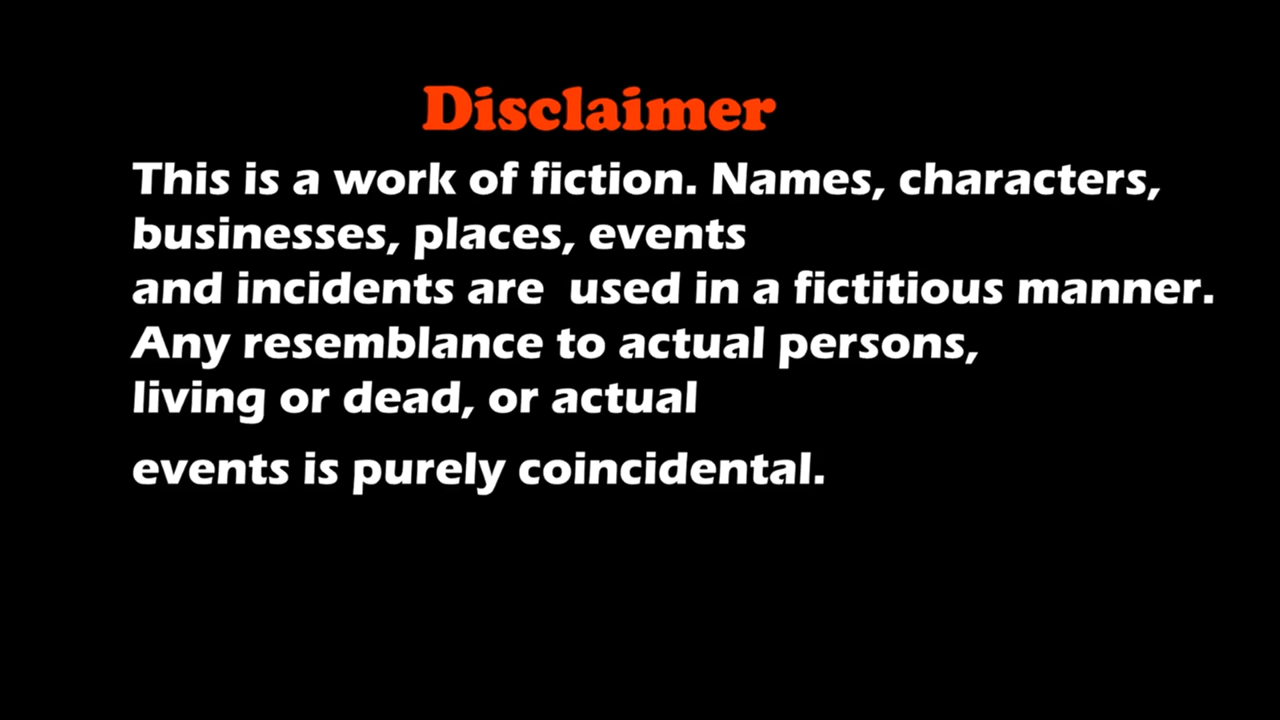 Disclaimer
This is a work of fiction. Names, characters,
businesses, places, events
and incidents are  used in a fictitious manner.
Any resemblance to actual persons,
living or dead, or actual
events is purely coincidental.